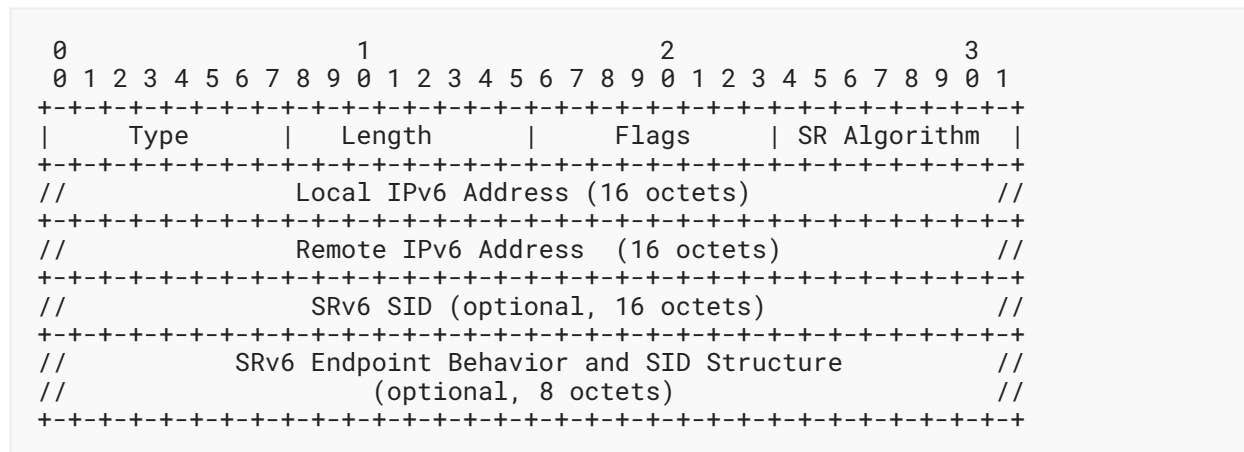 0                   1                   2                   3
 0 1 2 3 4 5 6 7 8 9 0 1 2 3 4 5 6 7 8 9 0 1 2 3 4 5 6 7 8 9 0 1
+-+-+-+-+-+-+-+-+-+-+-+-+-+-+-+-+-+-+-+-+-+-+-+-+-+-+-+-+-+-+-+-+
|      Type     |   Length      |     Flags     | SR Algorithm  |
+-+-+-+-+-+-+-+-+-+-+-+-+-+-+-+-+-+-+-+-+-+-+-+-+-+-+-+-+-+-+-+-+
//               Local IPv6 Address (16 octets)                //
+-+-+-+-+-+-+-+-+-+-+-+-+-+-+-+-+-+-+-+-+-+-+-+-+-+-+-+-+-+-+-+-+
//               Remote IPv6 Address  (16 octets)              //
+-+-+-+-+-+-+-+-+-+-+-+-+-+-+-+-+-+-+-+-+-+-+-+-+-+-+-+-+-+-+-+-+
//                SRv6 SID (optional, 16 octets)               //
+-+-+-+-+-+-+-+-+-+-+-+-+-+-+-+-+-+-+-+-+-+-+-+-+-+-+-+-+-+-+-+-+
//           SRv6 Endpoint Behavior and SID Structure          //
//                    (optional, 8 octets)                     //
+-+-+-+-+-+-+-+-+-+-+-+-+-+-+-+-+-+-+-+-+-+-+-+-+-+-+-+-+-+-+-+-+